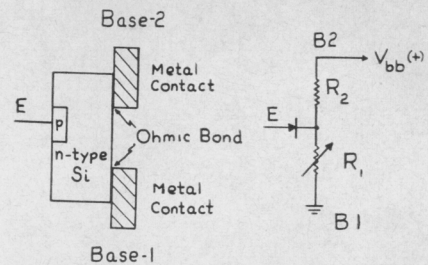 Base-2
Metal
Contact
E
P
n-type
Si
Ohmic Bond
Metal
Contact
Base-1
B2
Vbb(+)
R2
E
R1
B1